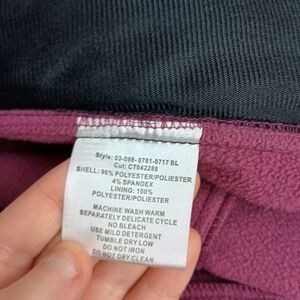 Style: 03-098-0781-0717 BL
Cut: CT042288
SHELL: 96% POLYESTER/POLIESTER
4% SPANDEX
LINING: 100%
POLYESTER/POLIESTER
MACHINE WASH WARM
SEPARATELY DELICATE CYCLE
NO BLEACH
USE MILD DETERGENT
TUMBLE DRY LOW
DO NOT IRON
DO NOT DRY CLEAN